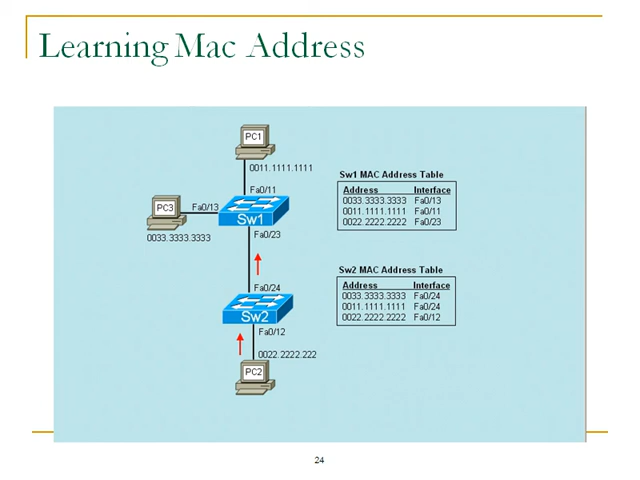 Learning Mac Address
PC1
0011.1111.1111
Fa0/11
PC3
Fa0/13
Sw1
0033.3333.3333
Fa0/23
Fa0/24
Sw2
Fa0/12
0022.2222.222
PC2
Sw1 MAC Address Table
Address Interface
0033.3333.3333 Fa0/13
0011.1111.1111 Fa0/11
0022.2222.2222 Fa0/23
Sw2 MAC Address Table
Address Interface
0033.3333.3333 Fa0/24
0011.1111.1111 Fa0/24
0022.2222.2222 Fa0/12
24